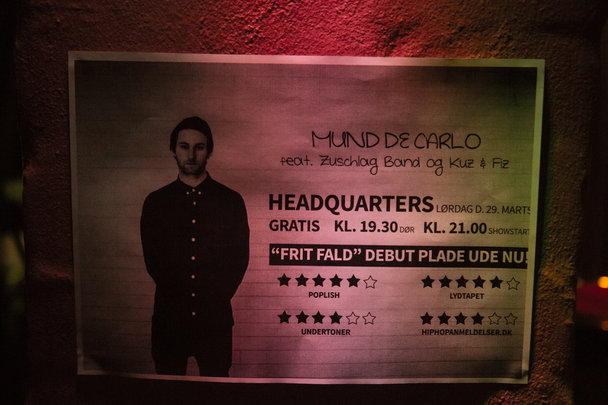 MUND DE CARLO
feat. Zuschlag Band og Kuz & Fiz
HEADQUARTERS LØRDAG D. 29. MARTS
GRATIS KL. 19.30 DØR KL. 21.00 SHOWSTART
"FRIT FALD" DEBUT PLADE UDE NU!
POPLISH
LYDTAPET
UNDERTONER
HIPHOPANMELDELSER.DK